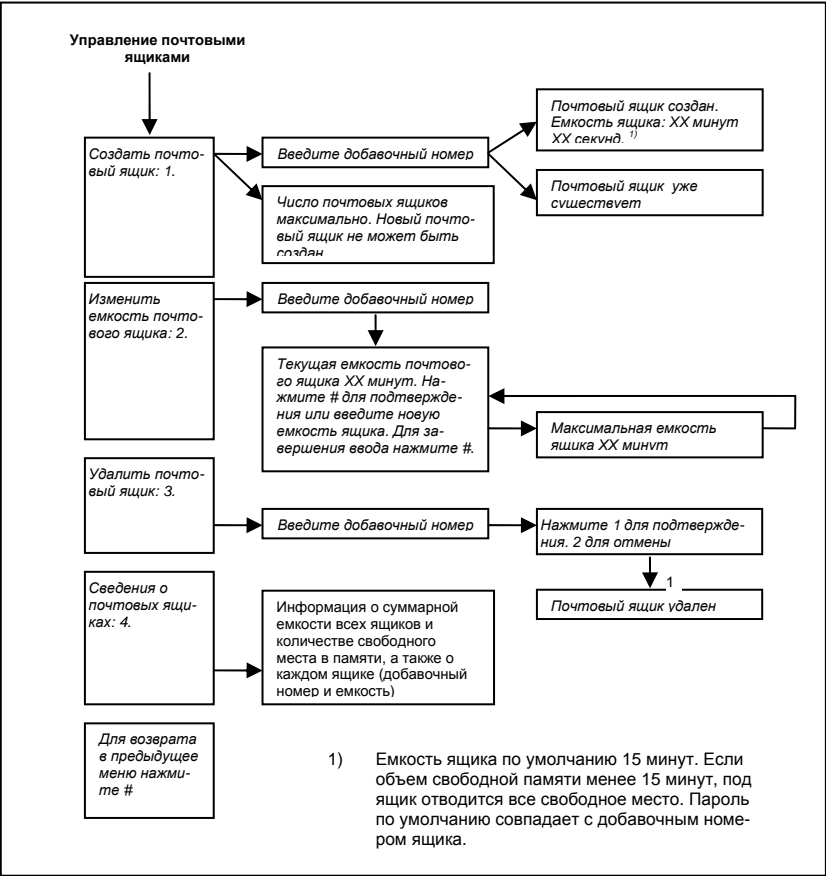 Управление почтовыми
ящиками
Создать почто-
вый ящик: 1.
Введите добавочный номер
Почтовый ящик создан.
Емкость ящика: XX минут
XX секунд. 1)
Почтовый ящик уже
существует
Число почтовых ящиков
максимально. Новый почто-
вый ящик не может быть
создан
Изменить
емкость почто-
вого ящика: 2.
Введите добавочный номер
Текущая емкость почтово-
го ящика XX минут. На-
жмите # для подтвержде-
ния или введите новую
емкость ящика. Для за-
вершения ввода нажмите #.
Максимальная емкость
ящика XX минут
Удалить почто-
вый ящик: 3.
Введите добавочный номер
Нажмите 1 для подтвержде-
ния. 2 для отмены
1
Почтовый ящик удален
Сведения о
почтовых ящи-
ках: 4.
Информация о суммарной
емкости всех ящиков и
количестве свободного
места в памяти, а также о
каждом ящике (добавочный
номер и емкость)
Для возврата
в предыдущее
меню нажми-
те #
1) Емкость ящика по умолчанию 15 минут. Если
объем свободной памяти менее 15 минут, под
ящик отводится все свободное место. Пароль
по умолчанию совпадает с добавочным номе-
ром ящика.